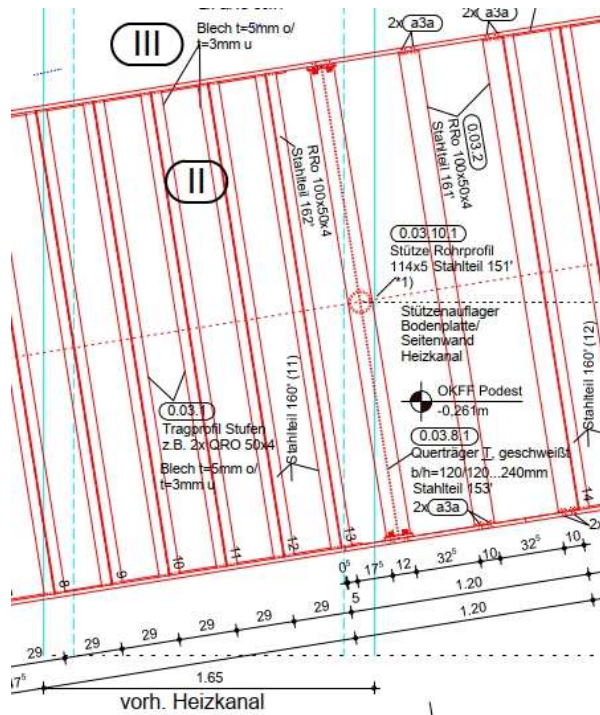 III
Blech t=5mm o/
t=3mm u
2x a3a
2x a3a
II
RRo 100x50x4
Stahlteil 162'
RRo 100x50x4
Stahlteil 161'
0.03.2
0.03.10.1
Stütze Rohrprofil
114x5 Stahlteil 151'
*1)
Stützenauflager
Bodenplatte/
Seitenwand
Heizkanal
Stahlteil 160' (11)
Stahlteil 160' (12)
OKFF Podest
-0,261m
0.03.1
Tragprofil Stufen
z.B. 2x QRO 50x4
Blech t=5mm o/
t=3mm u
0.03.8.1
Querträger T, geschweißt
b/h=120/120...240mm
Stahlteil 153'
2x a3a
2x
8
9
10
11
12
13
14
0⁵ 17⁵ 12 32⁵ 10 32⁵ 10
29 29 29 29 29 29 5 1.20
1.20
7⁵
1.65
vorh. Heizkanal